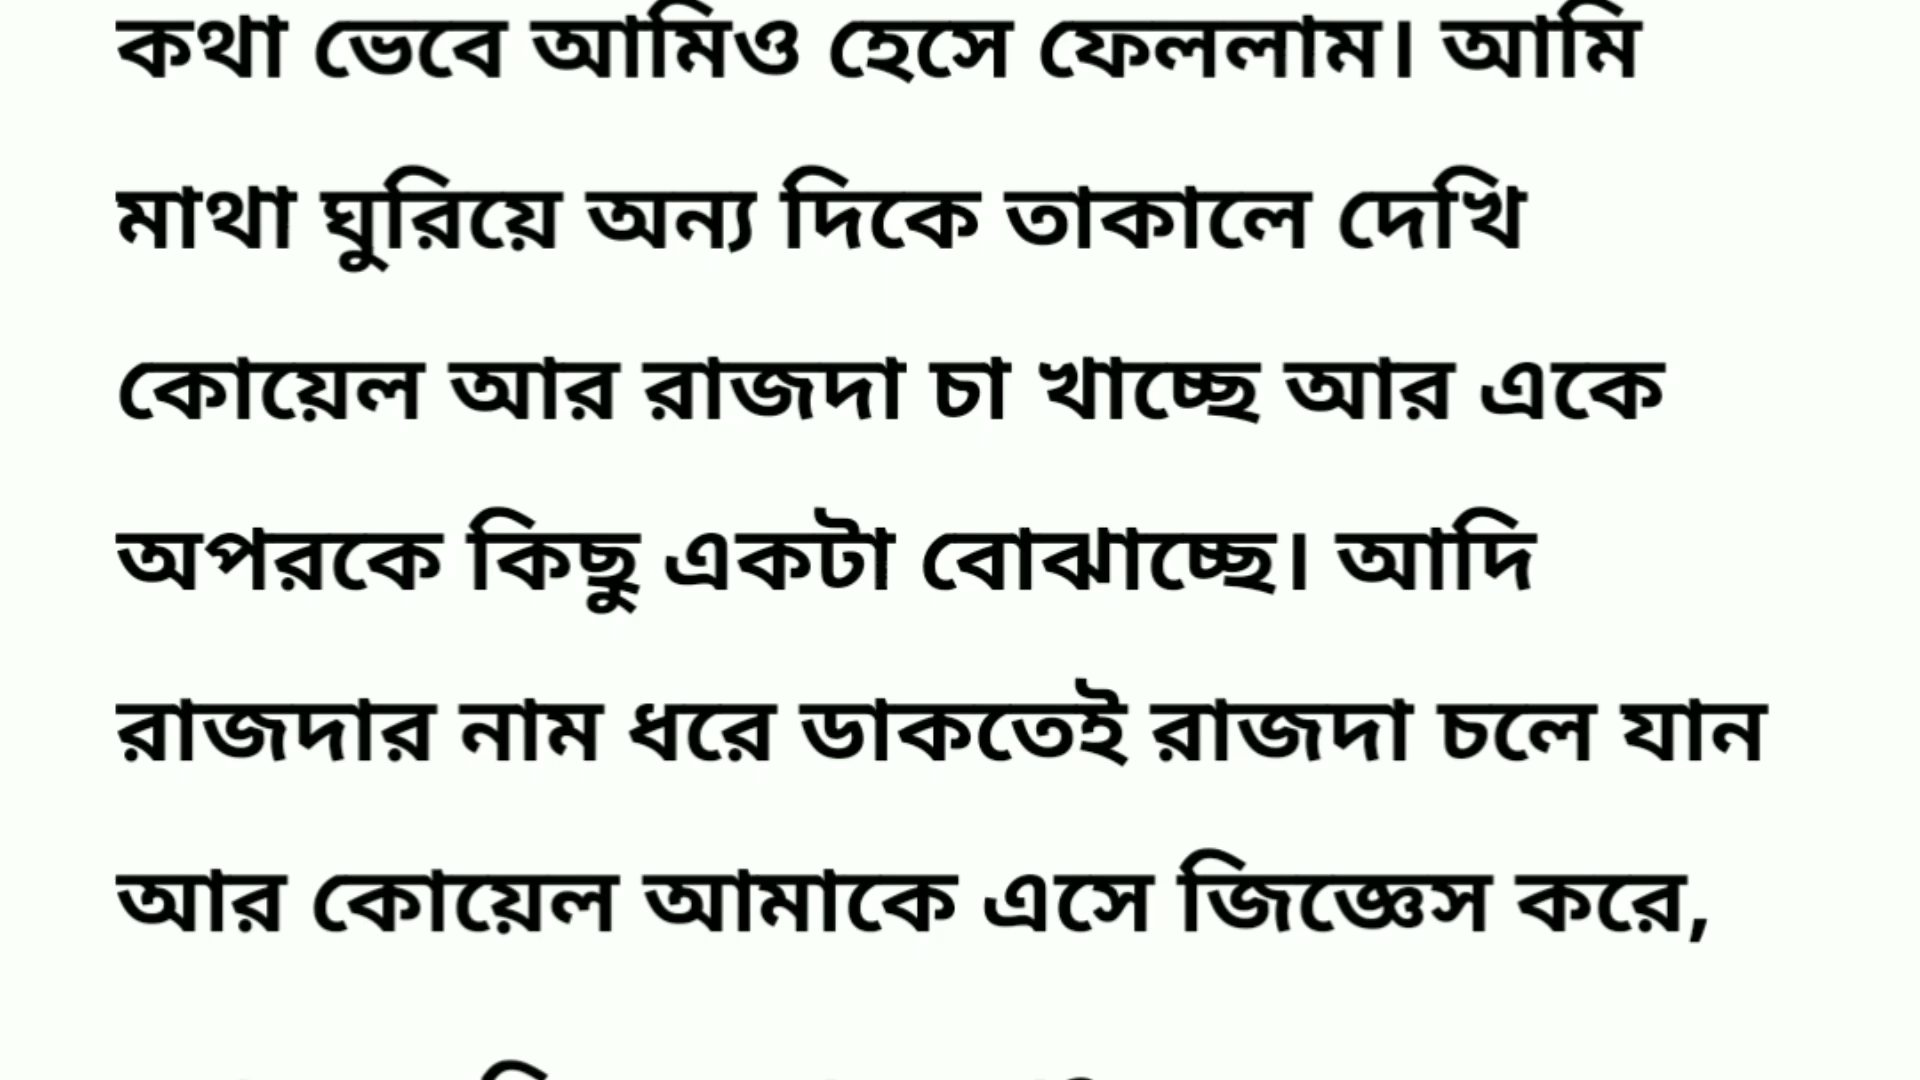 কথা ভেবে আমিও হেসে ফেললাম। আমি
মাথা ঘুরিয়ে অন্য দিকে তাকালে দেখি
কোয়েল আর রাজদা চা খাচ্ছে আর একে
অপরকে কিছু একটা বোঝাচ্ছে। আদি
রাজদার নাম ধরে ডাকতেই রাজদা চলে যান
আর কোয়েল আমাকে এসে জিজ্ঞেস করে,